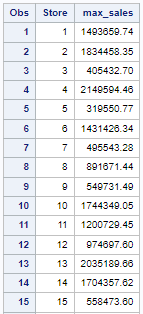 Obs Store max_sales
1 1 1493659.74
2 2 1834458.35
3 3 405432.70
4 4 2149594.46
5 5 319550.77
6 6 1431426.34
7 7 495543.28
8 8 891671.44
9 9 549731.49
10 10 1744349.05
11 11 1200729.45
12 12 974697.60
13 13 2035189.66
14 14 1704357.62
15 15 558473.60